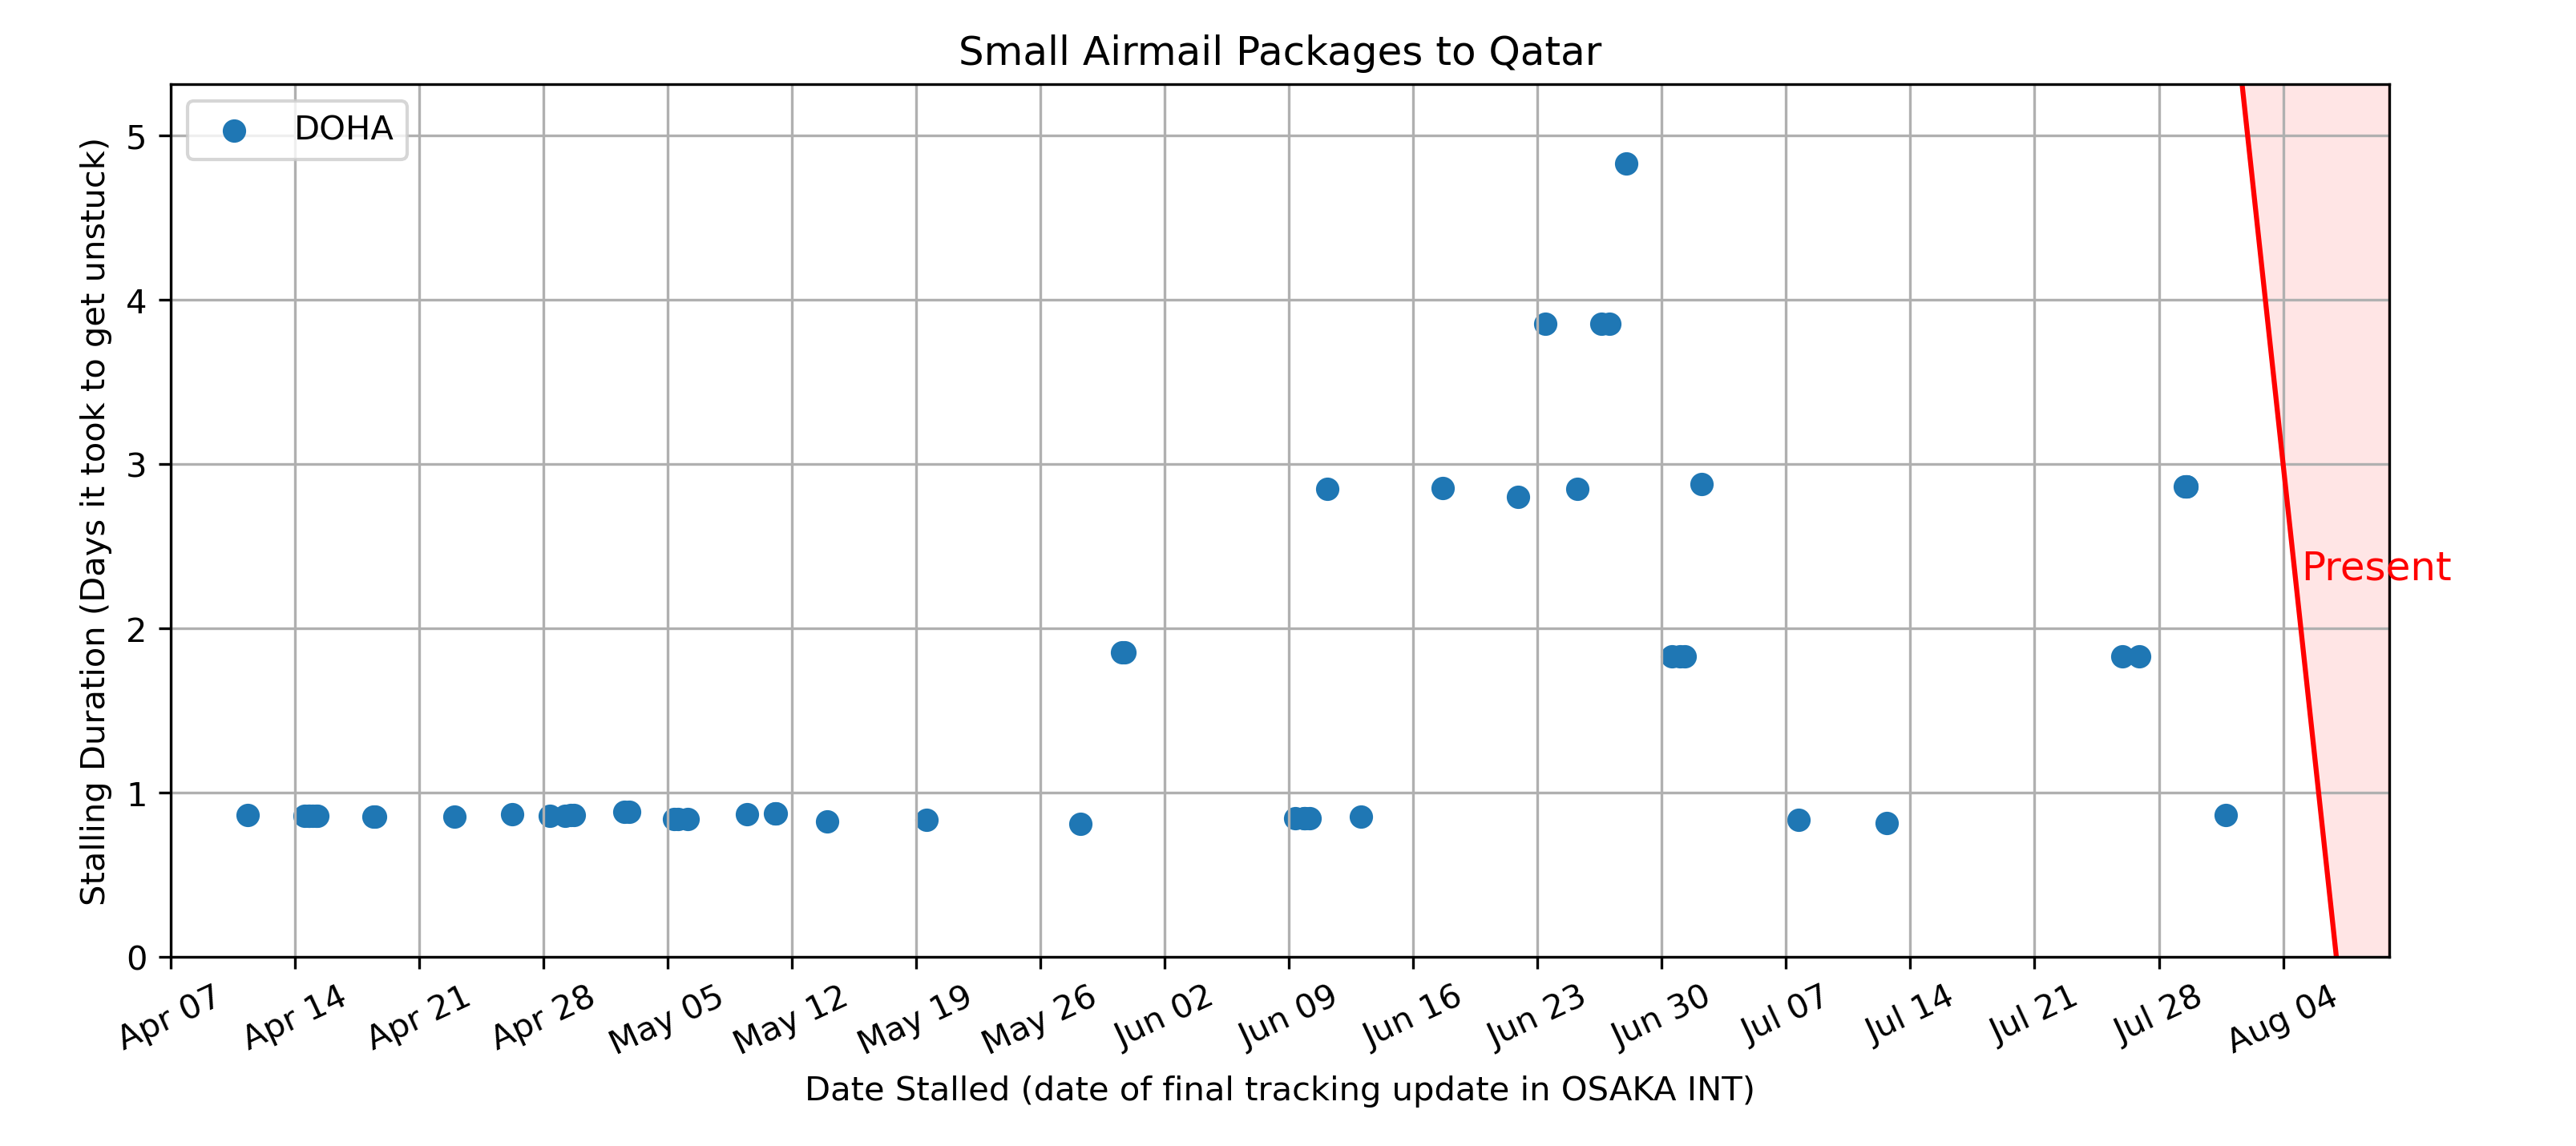 Small Airmail Packages to Qatar
DOHA
5
4
3
2
1
0
Stalling Duration (Days it took to get unstuck)
Present
Apr 07
Apr 14
Apr 21
Apr 28
May 05
May 12
May 19
May 26
Jun 02
Jun 09
Jun 16
Jun 23
Jun 30
Jul 07
Jul 14
Jul 21
Jul 28
Aug 04
Date Stalled (date of final tracking update in OSAKA INT)